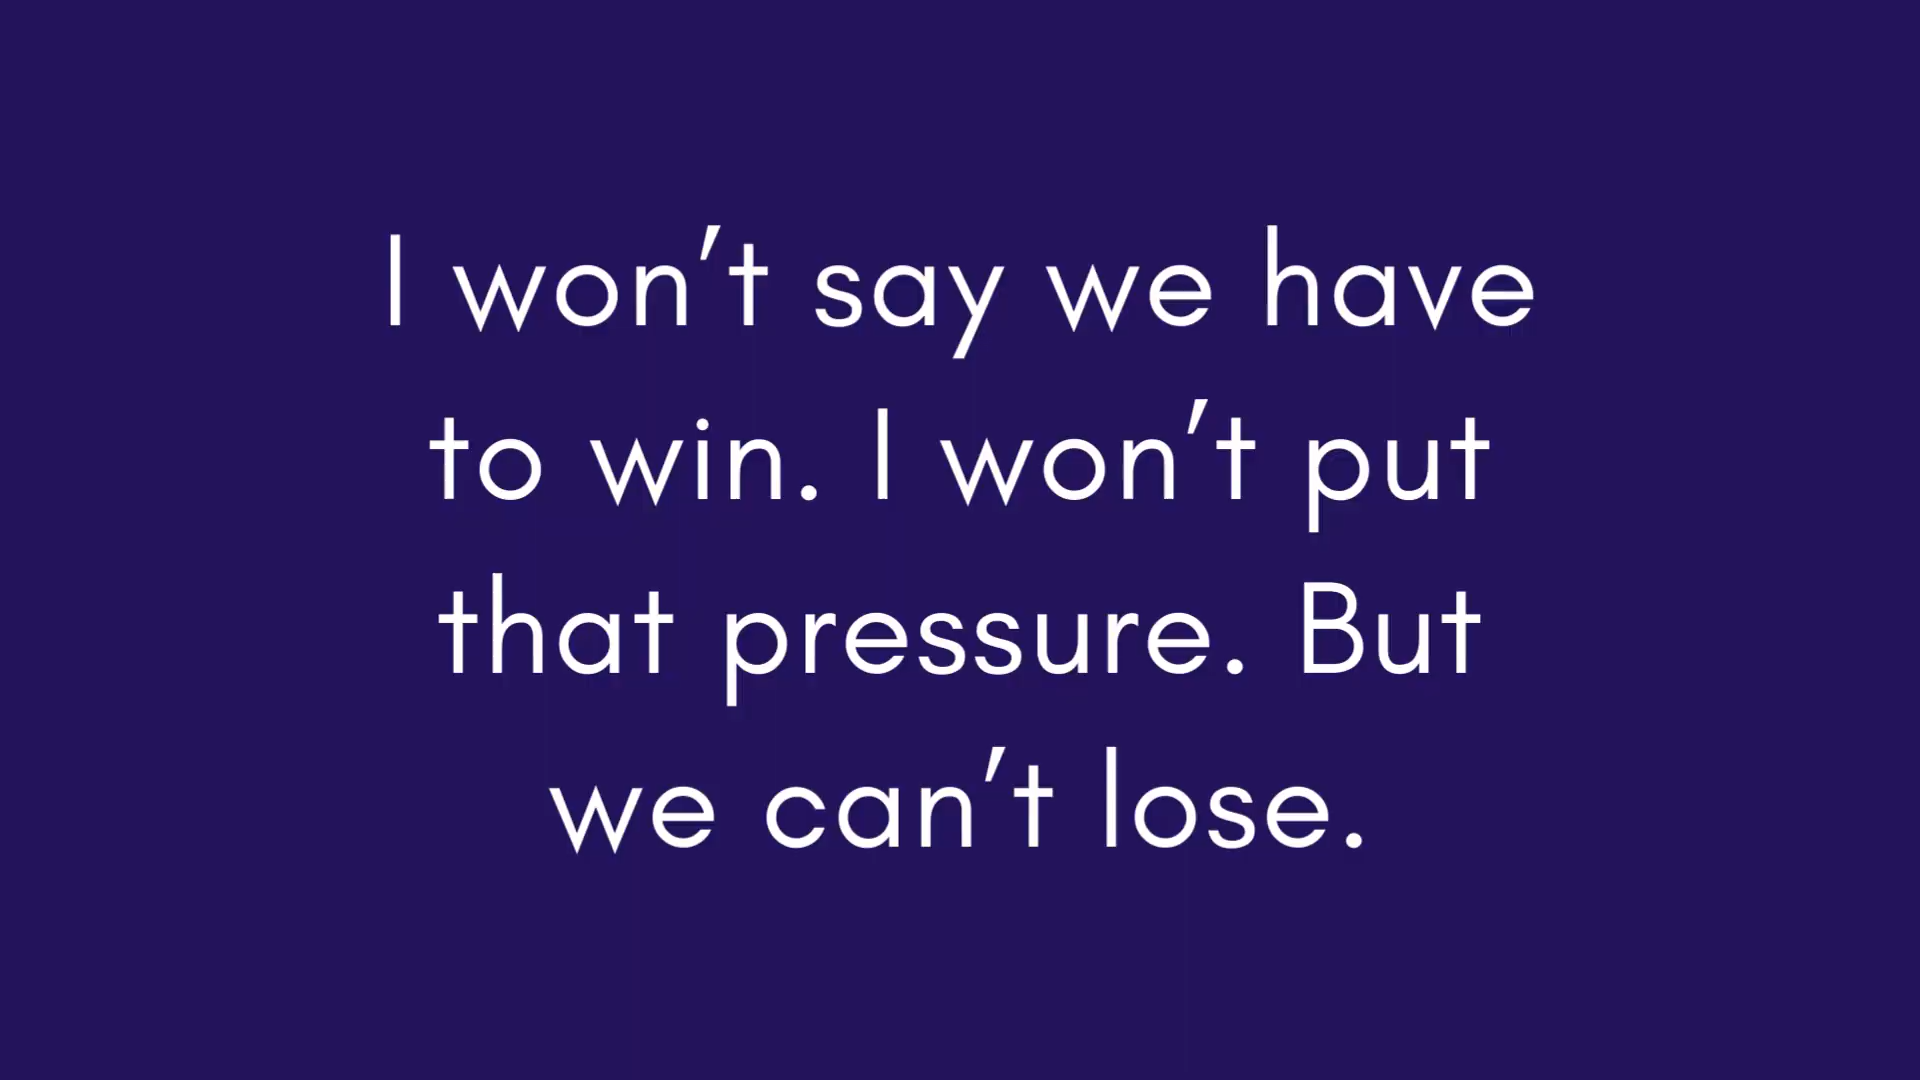 I won’t say we have
to win. I won’t put
that pressure. But
we can’t lose.